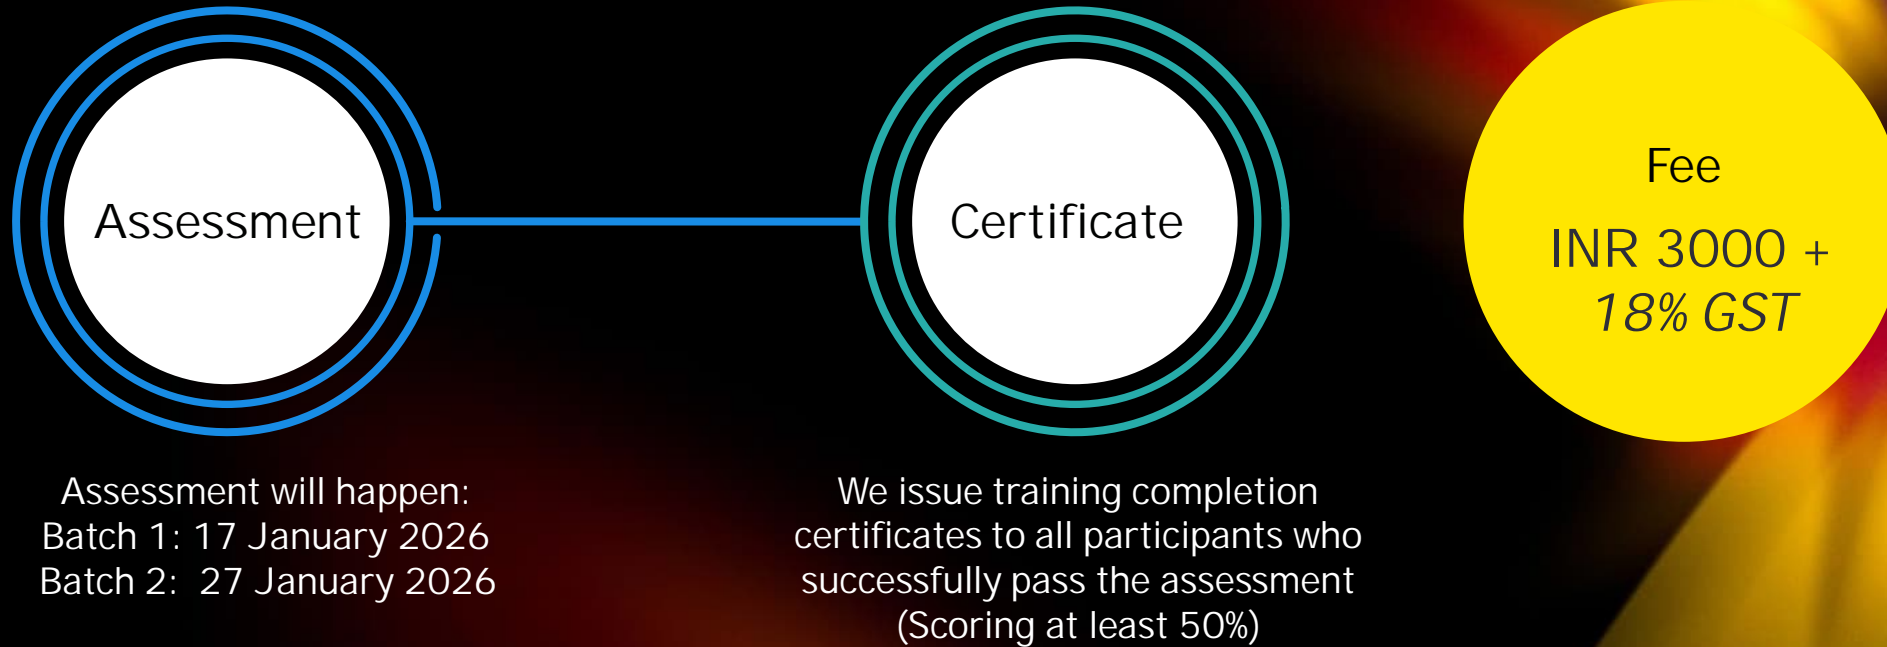 Assessment
Certificate
Fee
INR 3000 +
18% GST
Assessment will happen:
Batch 1: 17 January 2026
Batch 2:  27 January 2026
We issue training completion
certificates to all participants who
successfully pass the assessment
(Scoring at least 50%)